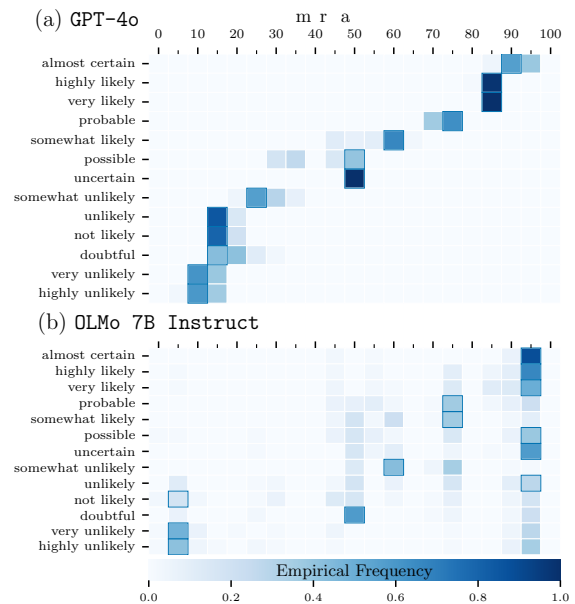 (a) GPT-4o
m r a
0 10 20 30 40 50 60 70 80 90 100
almost certain
highly likely
very likely
probable
somewhat likely
possible
uncertain
somewhat unlikely
unlikely
not likely
doubtful
very unlikely
highly unlikely
(b) OLMo 7B Instruct
almost certain
highly likely
very likely
probable
somewhat likely
possible
uncertain
somewhat unlikely
unlikely
not likely
doubtful
very unlikely
highly unlikely
Empirical Frequency
0.0 0.2 0.4 0.6 0.8 1.0